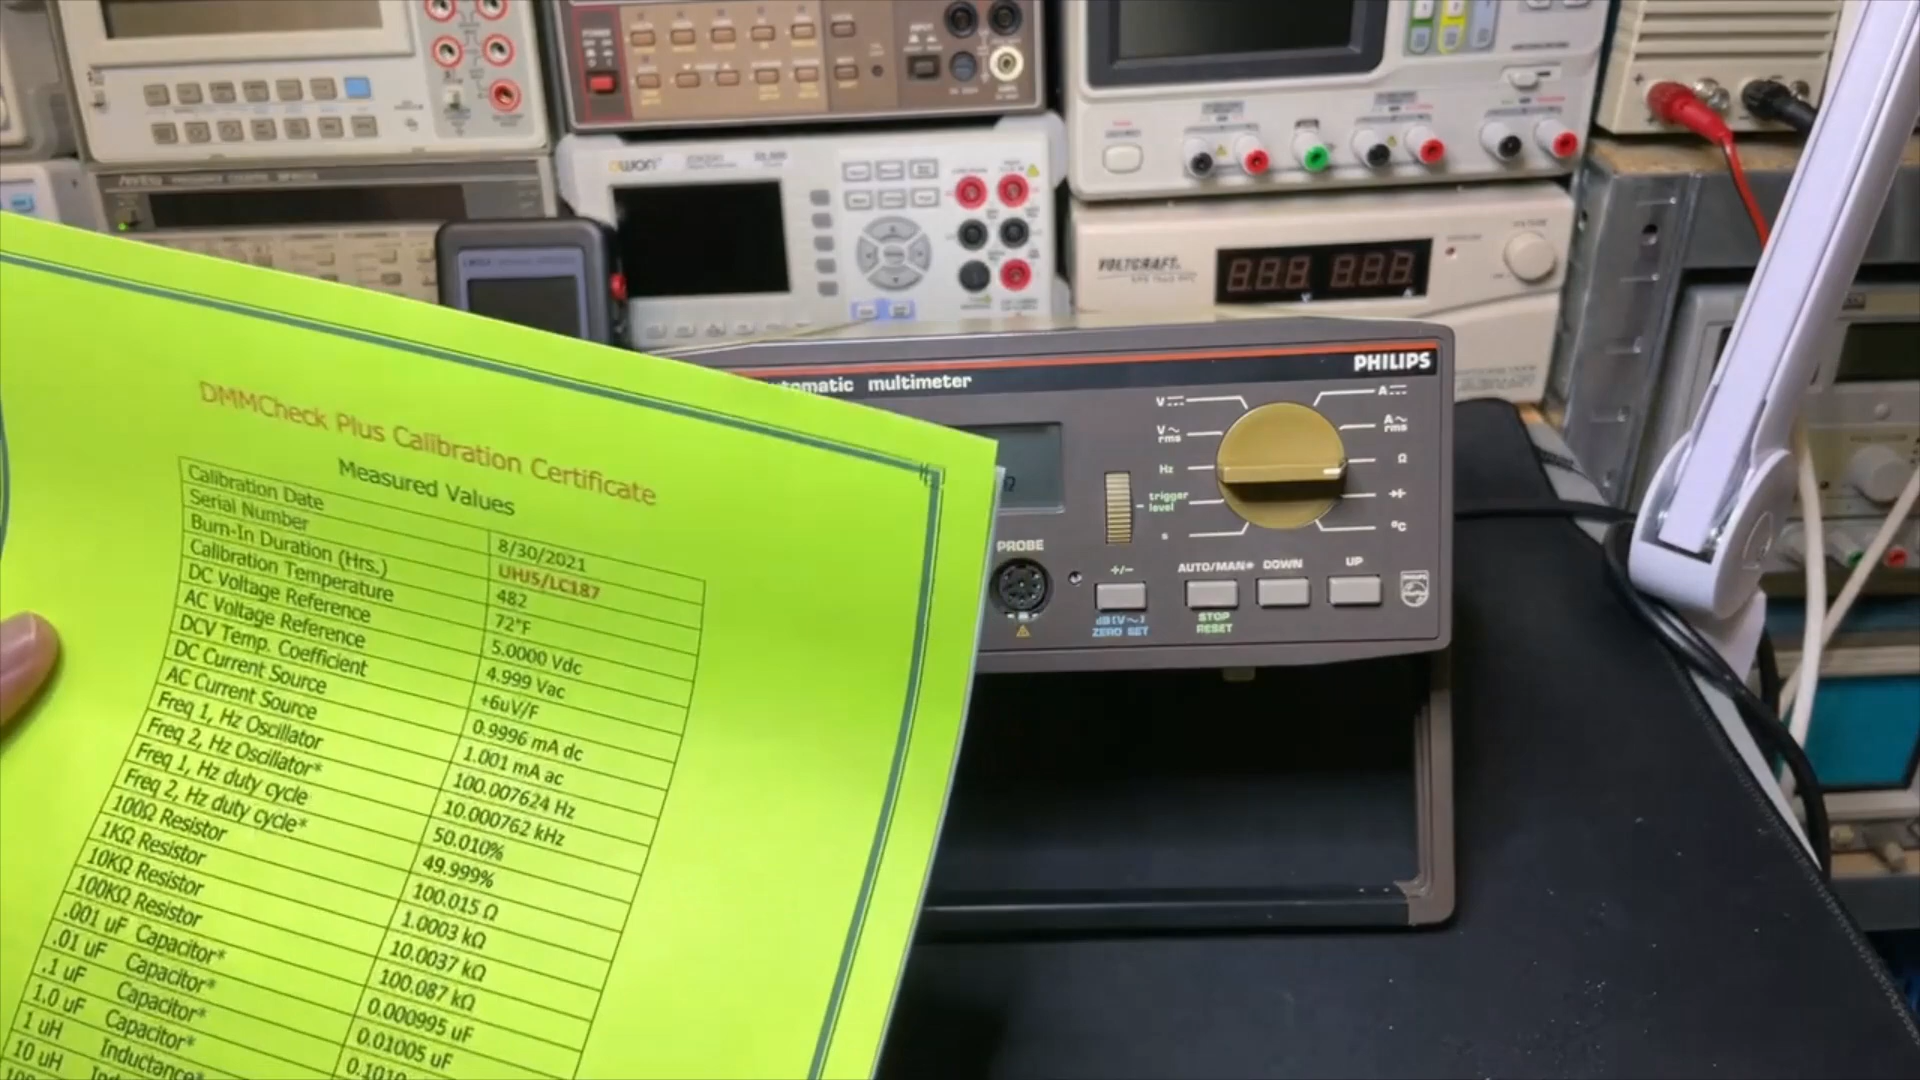 owon
VOLTCRAFT
PHILIPS
automatic multimeter
V
A
V~ rms
A~ rms
Hz
Ω
trigger level
s
°C
PROBE
+/-
AUTO/MAN
DOWN
UP
dB(V~)
ZERO SET
STOP
RESET
DMMCheck Plus Calibration Certificate
Measured Values
Calibration Date 8/30/2021
Serial Number UHJ5/LC187
Burn-In Duration (Hrs.) 482
Calibration Temperature 72°F
DC Voltage Reference 5.0000 Vdc
AC Voltage Reference 4.999 Vac
DCV Temp. Coefficient +6uV/F
DC Current Source 0.9996 mA dc
AC Current Source 1.001 mA ac
Freq 1, Hz Oscillator 100.007624 Hz
Freq 2, Hz Oscillator* 10.000762 kHz
Freq 1, Hz duty cycle 50.010%
Freq 2, Hz duty cycle* 49.999%
100Ω Resistor 100.015 Ω
1KΩ Resistor 1.0003 kΩ
10KΩ Resistor 10.0037 kΩ
100KΩ Resistor 100.087 kΩ
.001 uF Capacitor* 0.000995 uF
.01 uF Capacitor* 0.01005 uF
.1 uF Capacitor* 0.1010
1.0 uF Capacitor*
1 uH Inductance*
10 uH